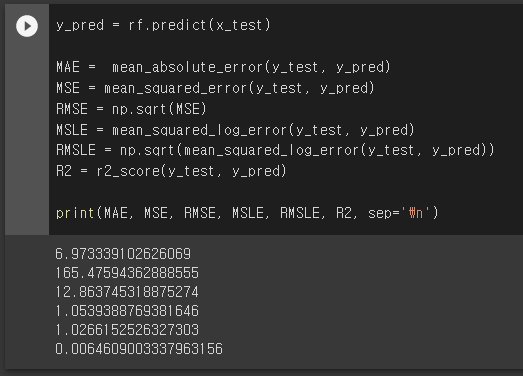 y_pred = rf.predict(x_test)
MAE =  mean_absolute_error(y_test, y_pred)
MSE = mean_squared_error(y_test, y_pred)
RMSE = np.sqrt(MSE)
MSLE = mean_squared_log_error(y_test, y_pred)
RMSLE = np.sqrt(mean_squared_log_error(y_test, y_pred))
R2 = r2_score(y_test, y_pred)
print(MAE, MSE, RMSE, MSLE, RMSLE, R2, sep='₩n')
6.973339102626069
165.47594362888555
12.863745318875274
1.0539388769381646
1.0266152526327303
0.0064609003337963156